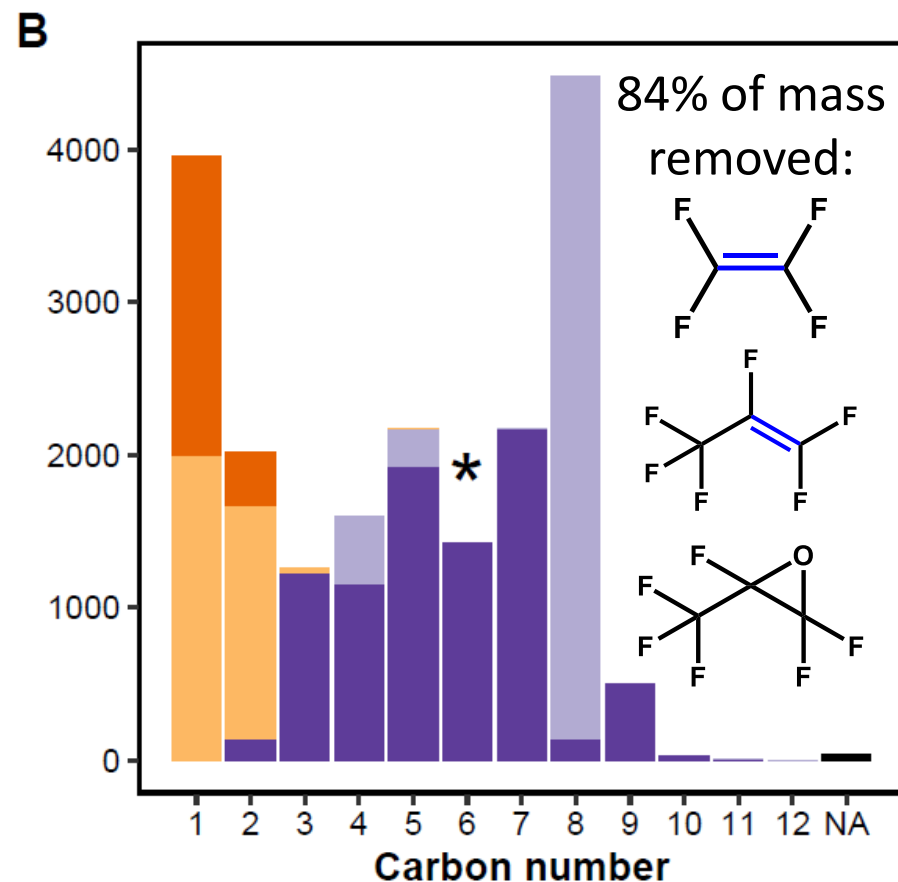 B
84% of mass
removed:
4000
3000
2000
1000
0
*
F F
F F
F
F F
F
F F
F O
F
F F
F F
1 2 3 4 5 6 7 8 9 10 11 12 NA
Carbon number